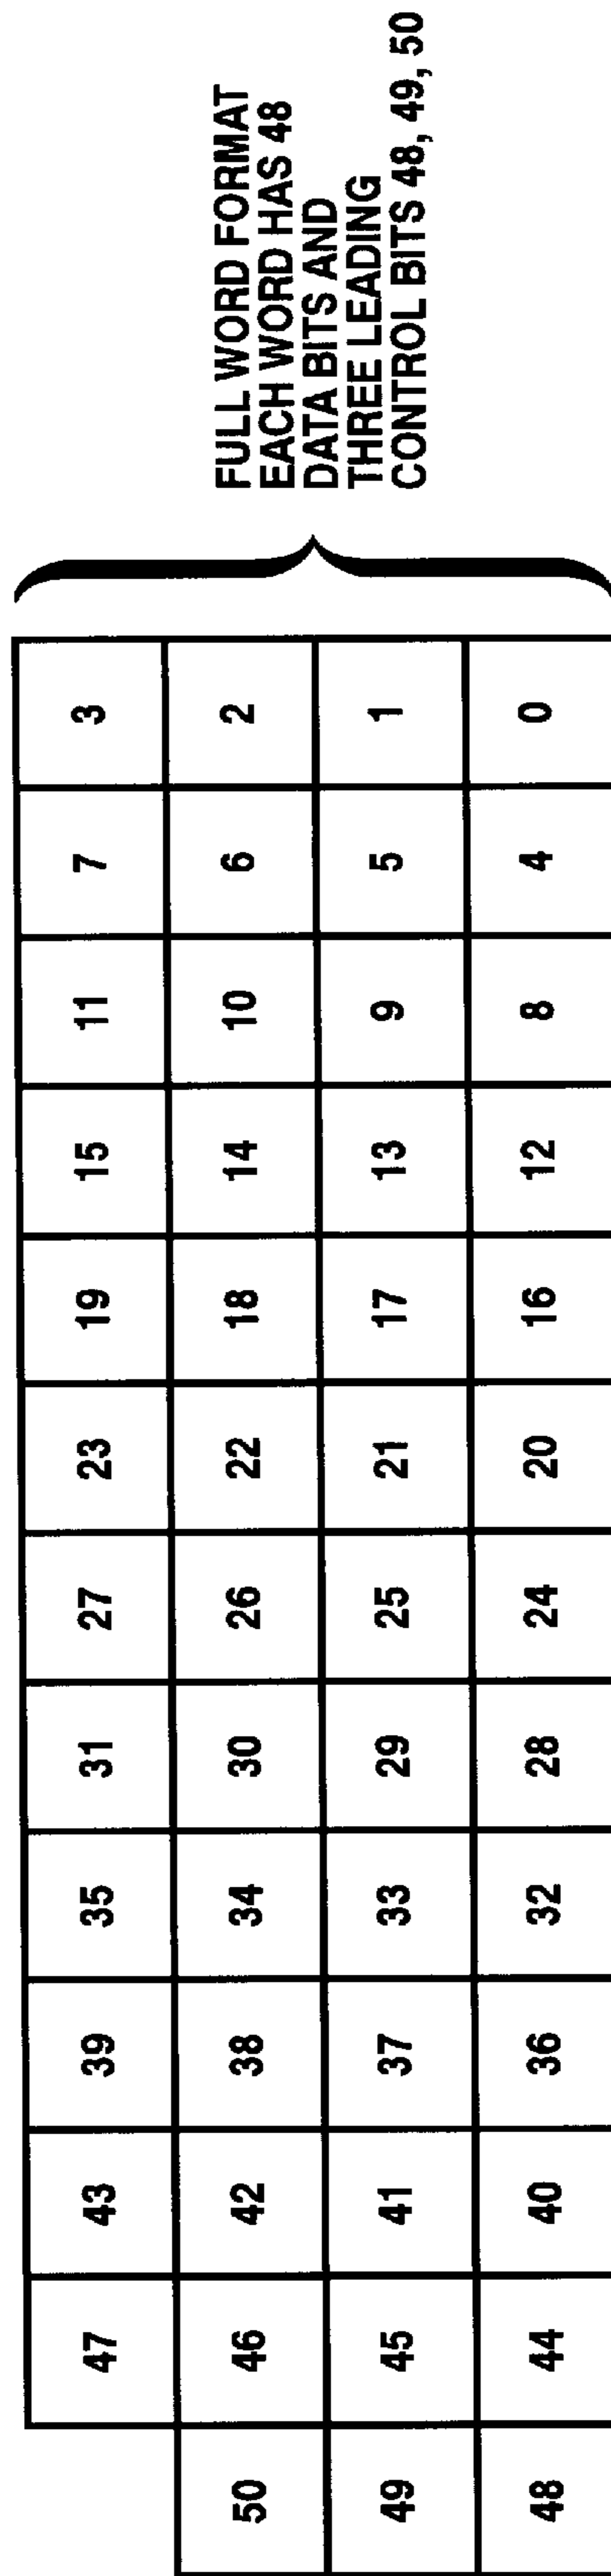 47 43 39 35 31 27 23 19 15 11 7 3
50 46 42 38 34 30 26 22 18 14 10 6 2
49 45 41 37 33 29 25 21 17 13 9 5 1
48 44 40 36 32 28 24 20 16 12 8 4 0
FULL WORD FORMAT
EACH WORD HAS 48
DATA BITS AND
THREE LEADING
CONTROL BITS 48, 49, 50